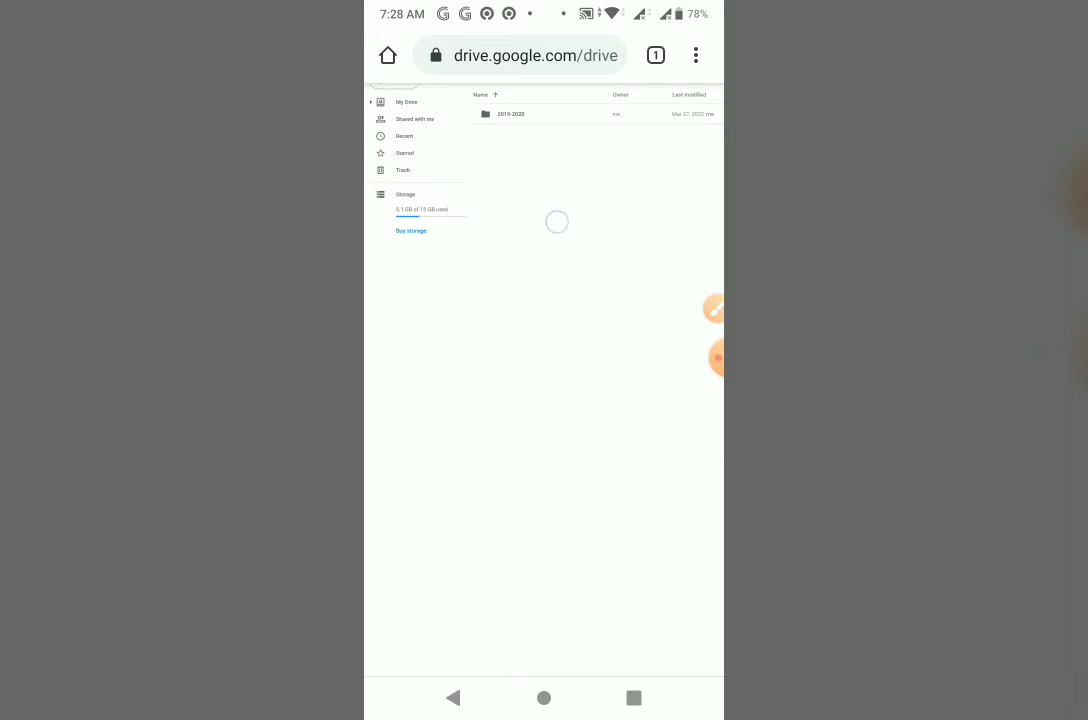 7:28 AM
78%
drive.google.com/drive
1
Name
Owner
Last modified
My Drive
2019-2020
me
Mar 27, 2020 me
Shared with me
Recent
Starred
Trash
Storage
5.1 GB of 15 GB used
Buy storage